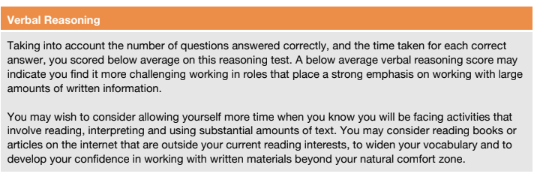 Verbal Reasoning
Taking into account the number of questions answered correctly, and the time taken for each correct
answer, you scored below average on this reasoning test. A below average verbal reasoning score may
indicate you find it more challenging working in roles that place a strong emphasis on working with large
amounts of written information.
You may wish to consider allowing yourself more time when you know you will be facing activities that
involve reading, interpreting and using substantial amounts of text. You may consider reading books or
articles on the internet that are outside your current reading interests, to widen your vocabulary and to
develop your confidence in working with written materials beyond your natural comfort zone.